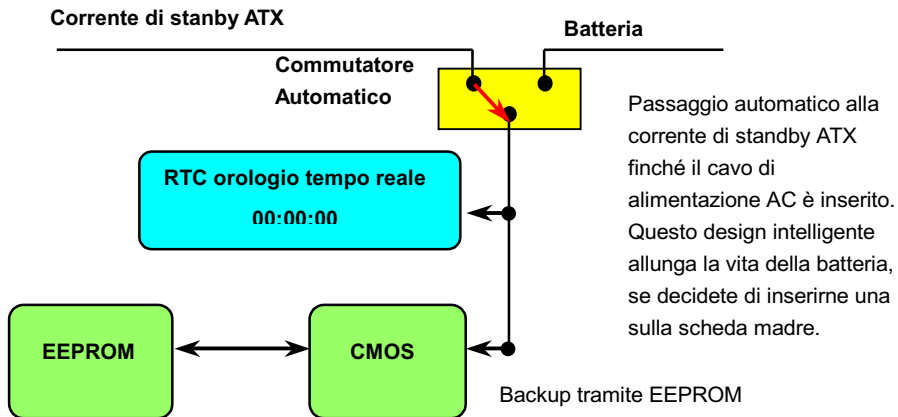 Corrente di stanby ATX
Batteria
Commutatore
Automatico
Passaggio automatico alla
corrente di standby ATX
finché il cavo di
alimentazione AC è inserito.
Questo design intelligente
allunga la vita della batteria,
se decidete di inserirne una
sulla scheda madre.
RTC orologio tempo reale
00:00:00
EEPROM
CMOS
Backup tramite EEPROM